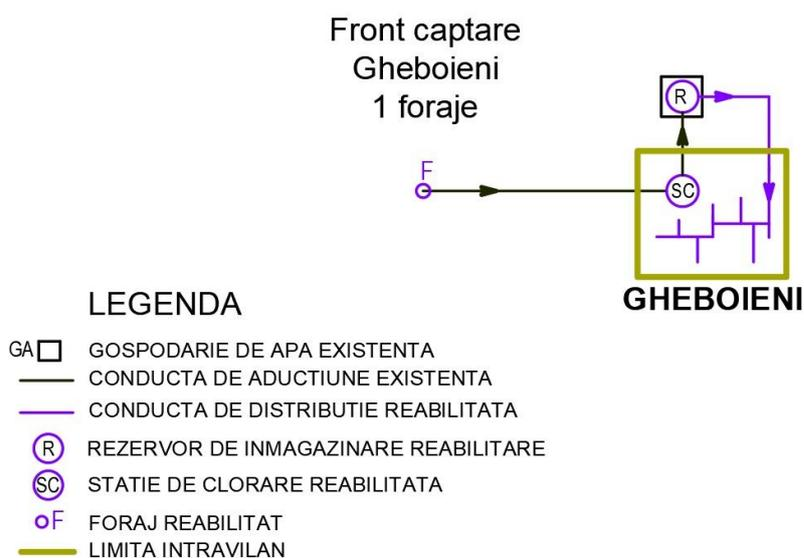 Front captare
Gheboieni
1 foraje
R
F
SC
GHEBOIENI
LEGENDA
GA GOSPODARIE DE APA EXISTENTA
CONDUCTA DE ADUCTIUNE EXISTENTA
CONDUCTA DE DISTRIBUTIE REABILITATA
R REZERVOR DE INMAGAZINARE REABILITARE
SC STATIE DE CLORARE REABILITATA
F FORAJ REABILITAT
LIMITA INTRAVILAN